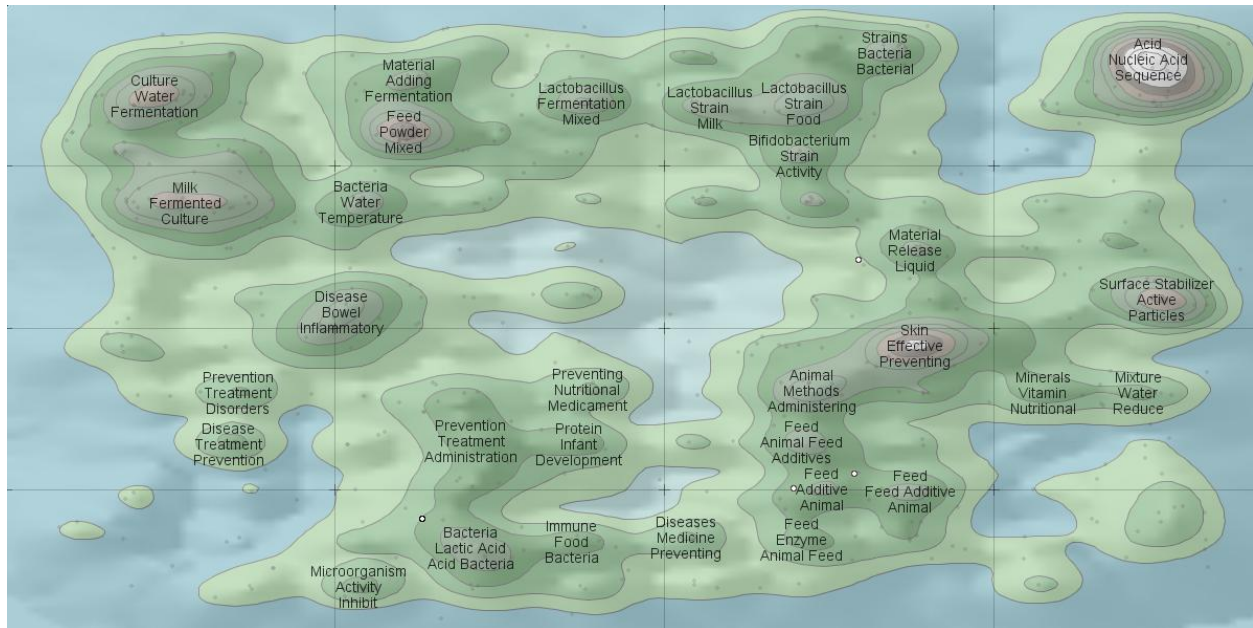 Strains
Bacteria
Bacterial
Acid
Nucleic Acid
Sequence
Culture
Water
Fermentation
Material
Adding
Fermentation
Feed
Powder
Mixed
Lactobacillus
Fermentation
Mixed
Lactobacillus
Strain
Milk
Lactobacillus
Strain
Food
Bifidobacterium
Strain
Activity
Milk
Fermented
Culture
Bacteria
Water
Temperature
Material
Release
Liquid
Disease
Bowel
Inflammatory
Surface Stabilizer
Active
Particles
Skin
Effective
Preventing
Prevention
Treatment
Disorders
Preventing
Nutritional
Medicament
Animal
Methods
Administering
Minerals
Vitamin
Nutritional
Mixture
Water
Reduce
Disease
Treatment
Prevention
Prevention
Treatment
Administration
Protein
Infant
Development
Feed
Animal Feed
Additives
Feed
Additive
Animal
Feed
Feed Additive
Animal
Bacteria
Lactic Acid
Acid Bacteria
Immune
Food
Bacteria
Diseases
Medicine
Preventing
Feed
Enzyme
Animal Feed
Microorganism
Activity
Inhibit